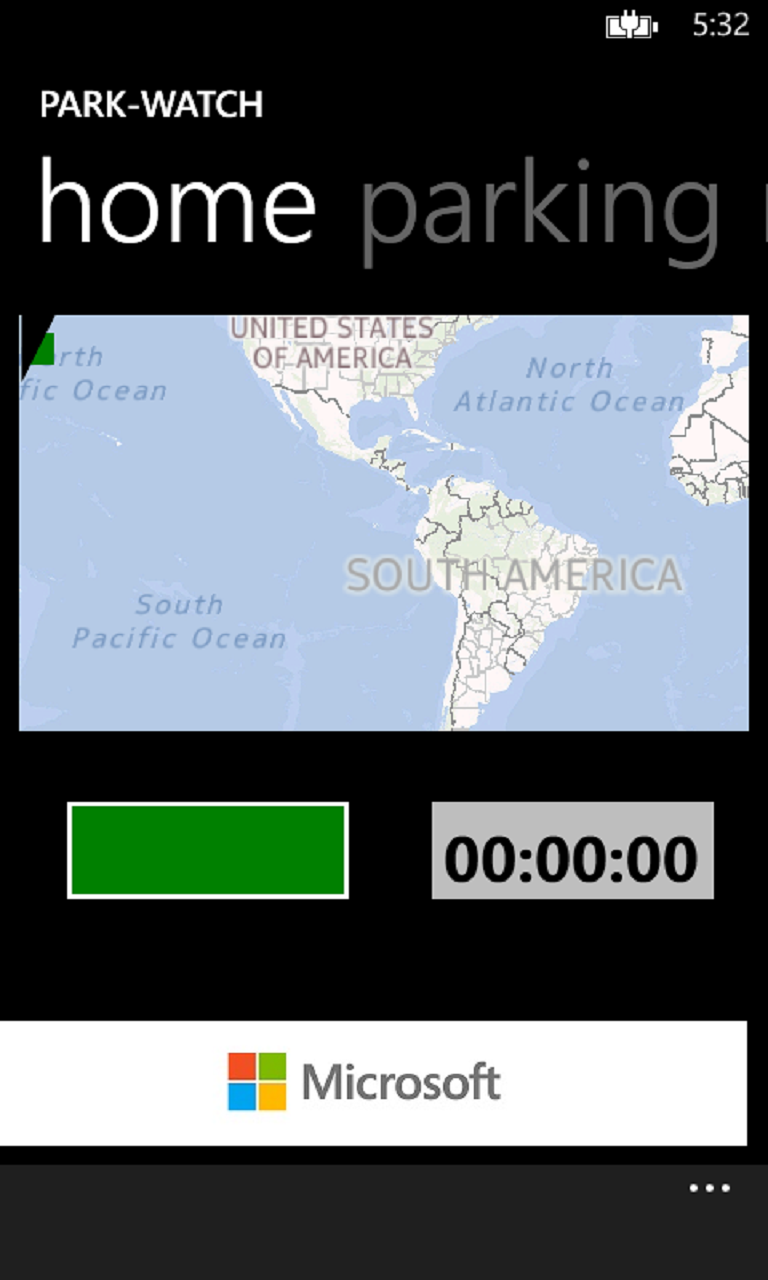 5:32
PARK-WATCH
home parking
UNITED STATES
OF AMERICA
orth
fic Ocean
North
Atlantic Ocean
SOUTH AMERICA
South
Pacific Ocean
00:00:00
Microsoft